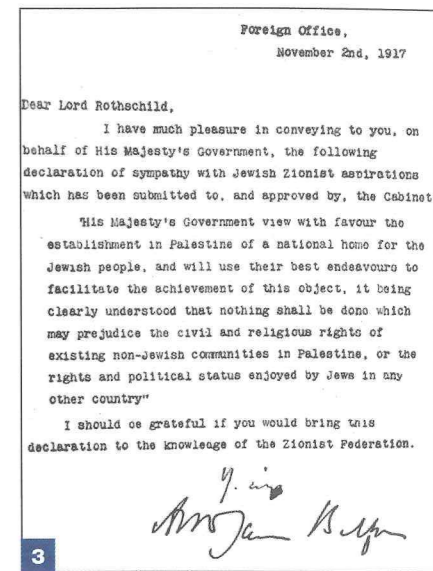 Foreign Office,
November 2nd, 1917
Dear Lord Rothschild,
I have much pleasure in conveying to you, on
behalf of His Majesty's Government, the following
declaration of sympathy with Jewish Zionist aspirations
which has been submitted to, and approved by, the Cabinet
"His Majesty's Government view with favour the
establishment in Palestine of a national home for the
Jewish people, and will use their best endeavours to
facilitate the achievement of this object, it being
clearly understood that nothing shall be done which
may prejudice the civil and religious rights of
existing non-Jewish communities in Palestine, or the
rights and political status enjoyed by Jews in any
other country"
I should be grateful if you would bring this
declaration to the knowledge of the Zionist Federation.
3